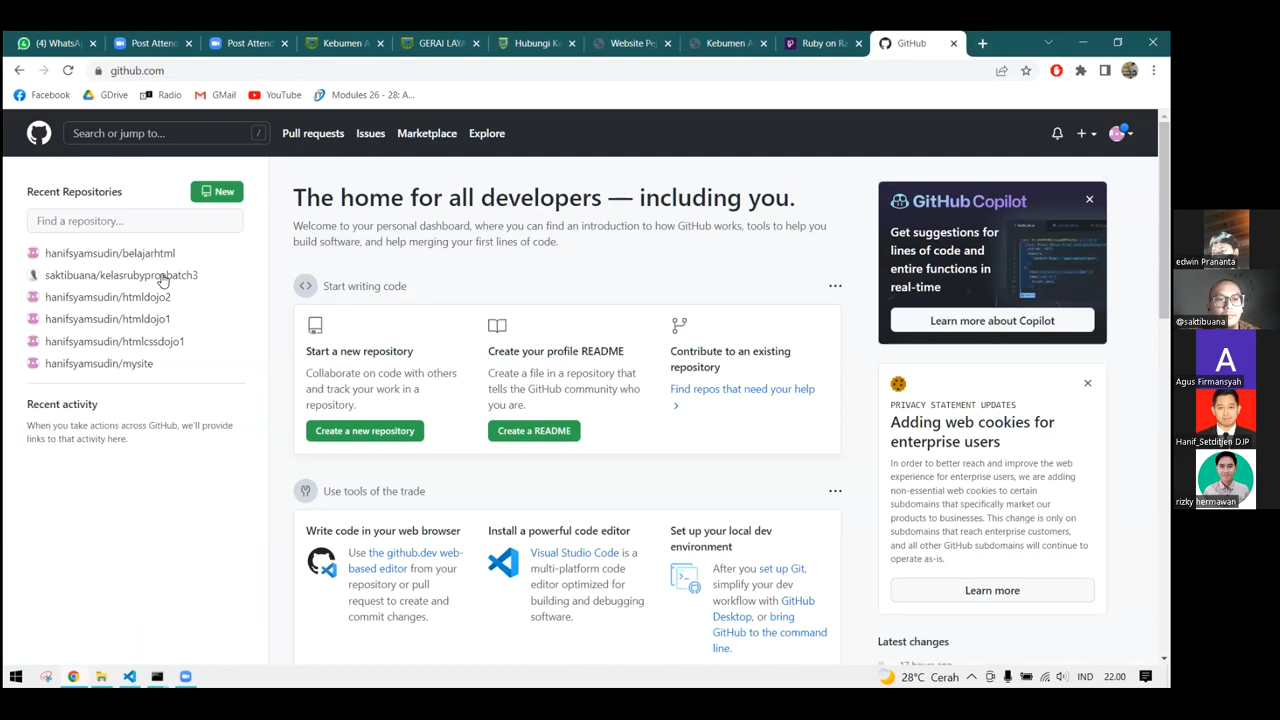 (4) WhatsA
Post Atten
Post Attend
Kebumen A
GERAI LAYA
Hubungi Ka
Website Pe
Kebumen A
Ruby on Ra
GitHub
github.com
Facebook
GDrive
Radio
GMail
YouTube
Modules 26 - 28: A...
Search or jump to...
/
Pull requests
Issues
Marketplace
Explore
Recent Repositories
New
Find a repository...
hanifsyamsudin/belajarhtml
saktibuana/kelasrubyprobatch3
hanifsyamsudin/htmldojo2
hanifsyamsudin/htmldojo1
hanifsyamsudin/htmlcssdojo1
hanifsyamsudin/mysite
Recent activity
When you take actions across GitHub, we'll provide
links to that activity here.
The home for all developers — including you.
Welcome to your personal dashboard, where you can find an introduction to how GitHub works, tools to help you
build software, and help merging your first lines of code.
Start writing code
Start a new repository
Collaborate on code with
others and track your work in a
repository.
Create a new repository
Create your profile README
Create a file in a repository that
tells the GitHub community who
you are.
Create a README
Contribute to an existing
repository
Find repos that need your help
Use tools of the trade
Write code in your web browser
Use the github.dev web-
based editor from your
repository or pull
request to create and
commit changes.
Install a powerful code editor
Visual Studio Code is a
multi-platform code
editor optimized for
building and debugging
software.
Set up your local dev
environment
After you set up Git,
simplify your dev
workflow with GitHub
Desktop, or bring
GitHub to the command
line.
GitHub Copilot
Get suggestions for
lines of code and
entire functions in
real-time
Learn more about Copilot
PRIVACY STATEMENT UPDATES
Adding web cookies for
enterprise users
In order to better reach and improve the web
experience for enterprise users, we are adding
non-essential web cookies to certain
subdomains that specifically market our
products to businesses. This change is only on
subdomains that reach enterprise customers,
and all other GitHub subdomains will continue to
operate as-is.
Learn more
Latest changes
edwin Prananta
@saktibuana
A
Agus Firmansyah
Hanif_Setditjen DJP
rizky hermawan
28°C Cerah
IND
22.00